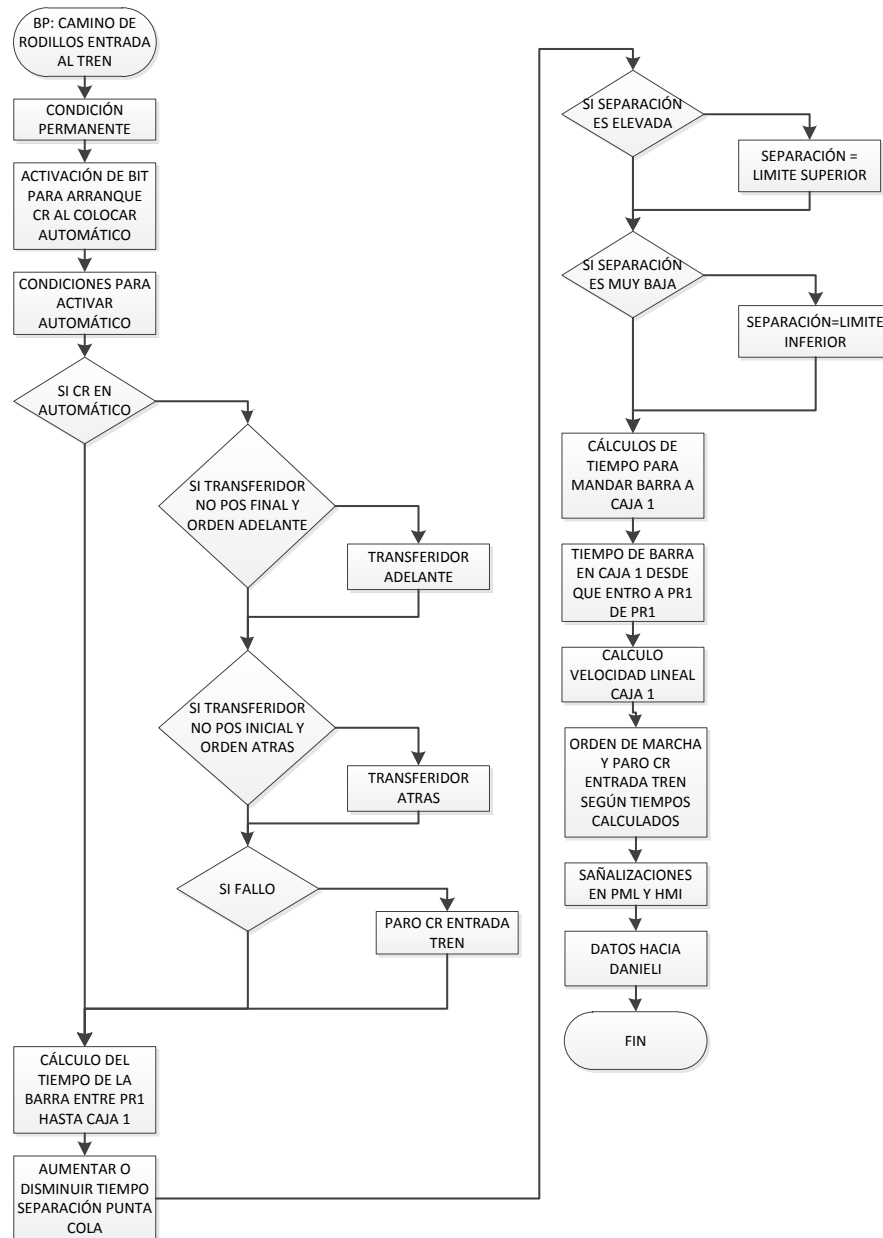 BP: CAMINO DE
RODILLOS ENTRADA
AL TREN
CONDICIÓN
PERMANENTE
ACTIVACIÓN DE BIT
PARA ARRANQUE
CR AL COLOCAR
AUTOMÁTICO
CONDICIONES PARA
ACTIVAR
AUTOMÁTICO
SI CR EN
AUTOMÁTICO
SI TRANSFERIDOR
NO POS FINAL Y
ORDEN ADELANTE
TRANSFERIDOR
ADELANTE
SI TRANSFERIDOR
NO POS INICIAL Y
ORDEN ATRAS
TRANSFERIDOR
ATRAS
SI FALLO
PARO CR ENTRADA
TREN
CÁLCULO DEL
TIEMPO DE LA
BARRA ENTRE PR1
HASTA CAJA 1
AUMENTAR O
DISMINUIR TIEMPO
SEPARACIÓN PUNTA
COLA
SI SEPARACIÓN
ES ELEVADA
SEPARACIÓN =
LIMITE SUPERIOR
SI SEPARACIÓN
ES MUY BAJA
SEPARACIÓN=LIMITE
INFERIOR
CÁLCULOS DE
TIEMPO PARA
MANDAR BARRA A
CAJA 1
TIEMPO DE BARRA
EN CAJA 1 DESDE
QUE ENTRO A PR1
DE PR1
CALCULO
VELOCIDAD LINEAL
CAJA 1
ORDEN DE MARCHA
Y PARO CR
ENTRADA TREN
SEGÚN TIEMPOS
CALCULADOS
SAÑALIZACIONES
EN PML Y HMI
DATOS HACIA
DANIELI
FIN